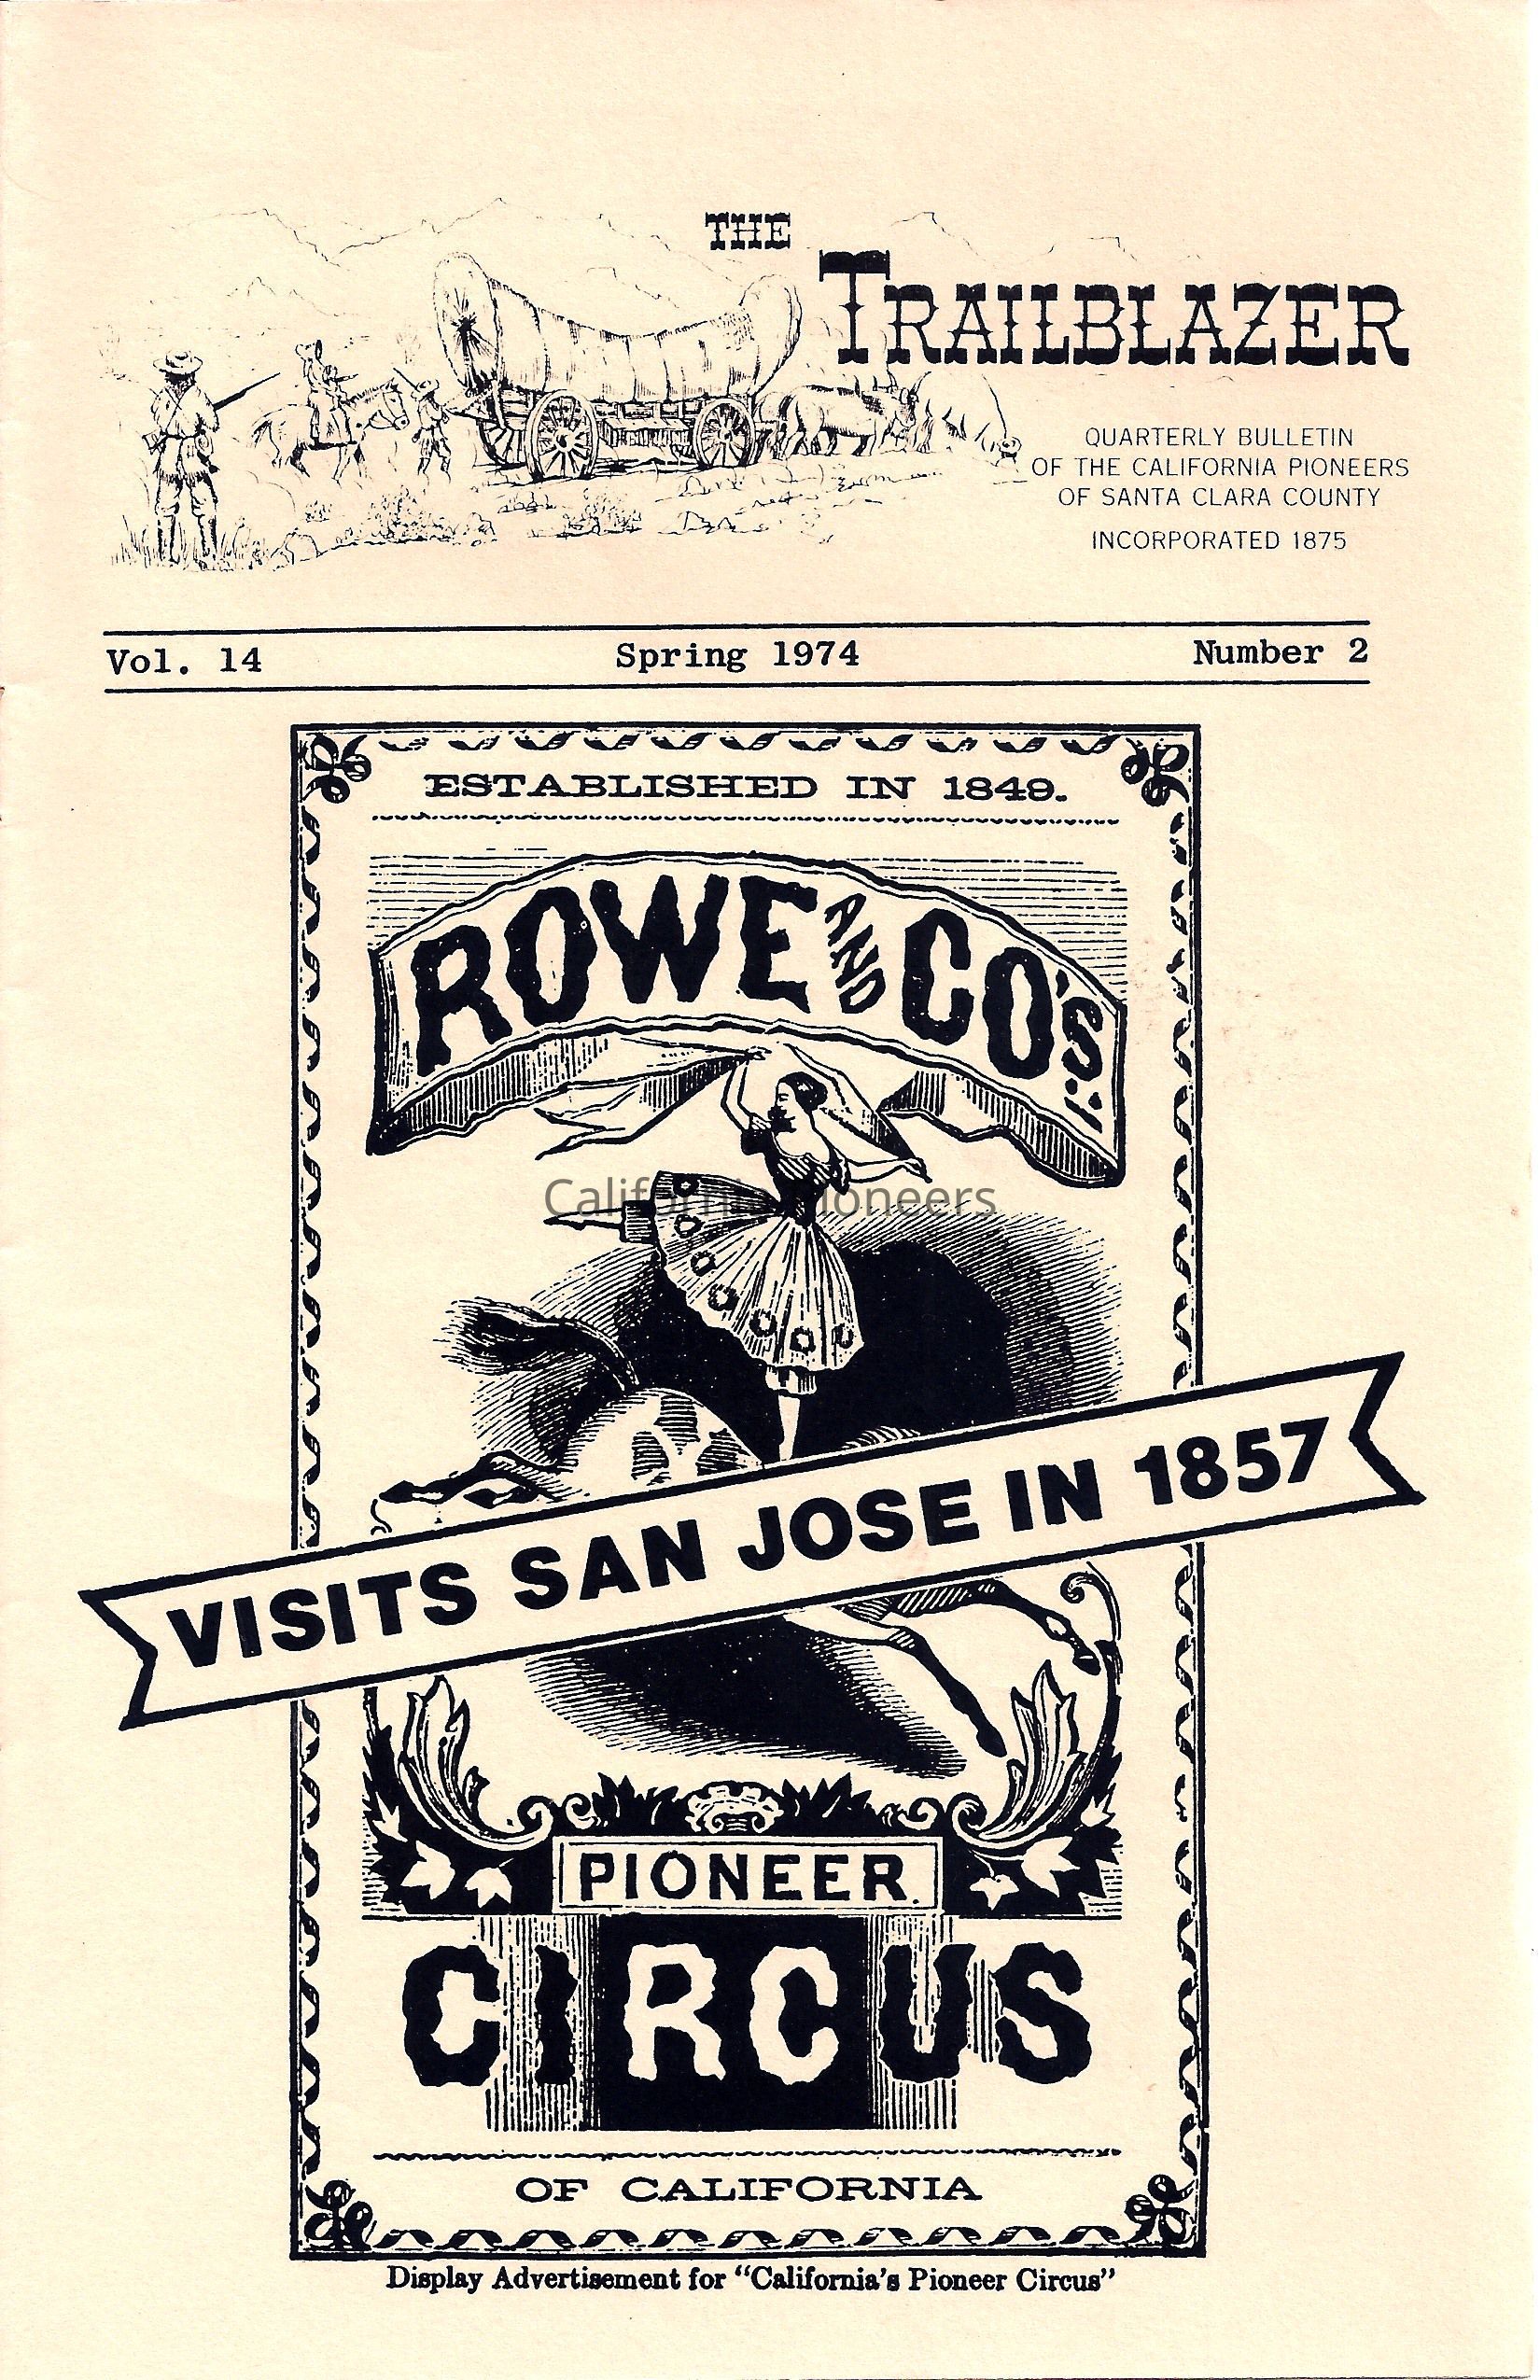 THE
TRAILBLAZER
QUARTERLY BULLETIN
OF THE CALIFORNIA PIONEERS
OF SANTA CLARA COUNTY
INCORPORATED 1875
Vol. 14 Spring 1974 Number 2
ESTABLISHED IN 1849.
ROWE AND CO'S.
California Pioneers
VISITS SAN JOSE IN 1857
PIONEER
CIRCUS
OF CALIFORNIA
Display Advertisement for “California's Pioneer Circus”